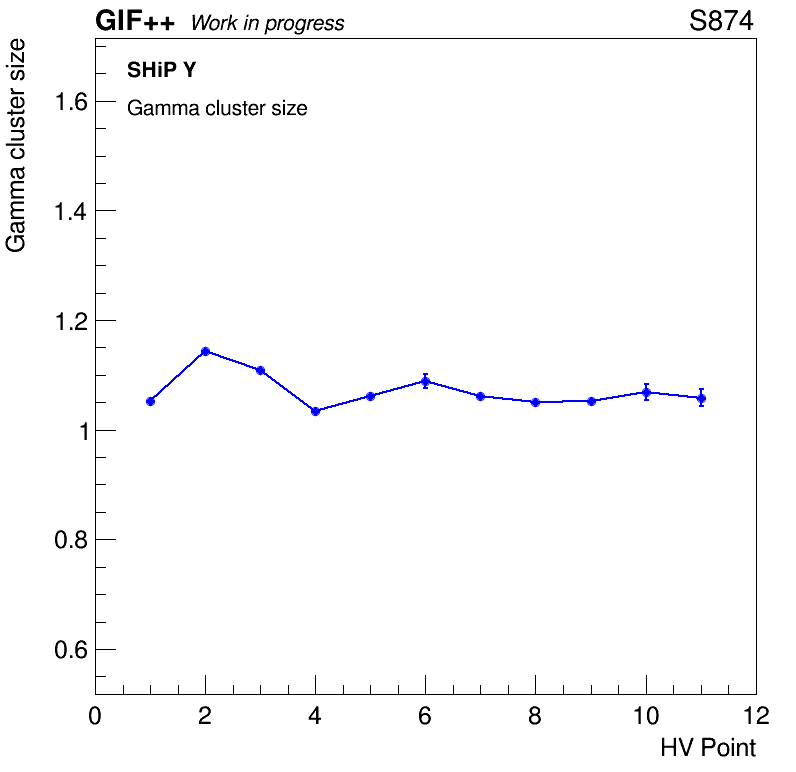 GIF++ Work in progress S874
SHiP Y
Gamma cluster size
Gamma cluster size
1.6
1.4
1.2
1
0.8
0.6
0 2 4 6 8 10 12
HV Point